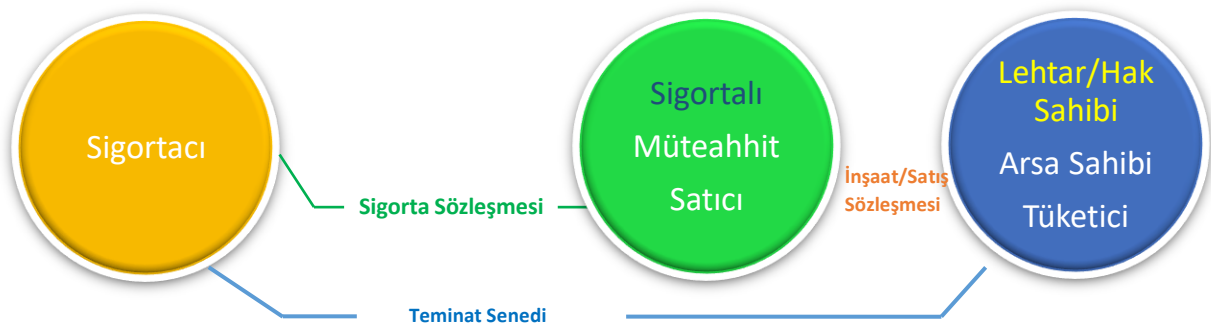 Sigortacı
Sigorta Sözleşmesi
Sigortalı
Müteahhit
Satıcı
İnşaat/Satış
Sözleşmesi
Lehtar/Hak
Sahibi
Arsa Sahibi
Tüketici
Teminat Senedi